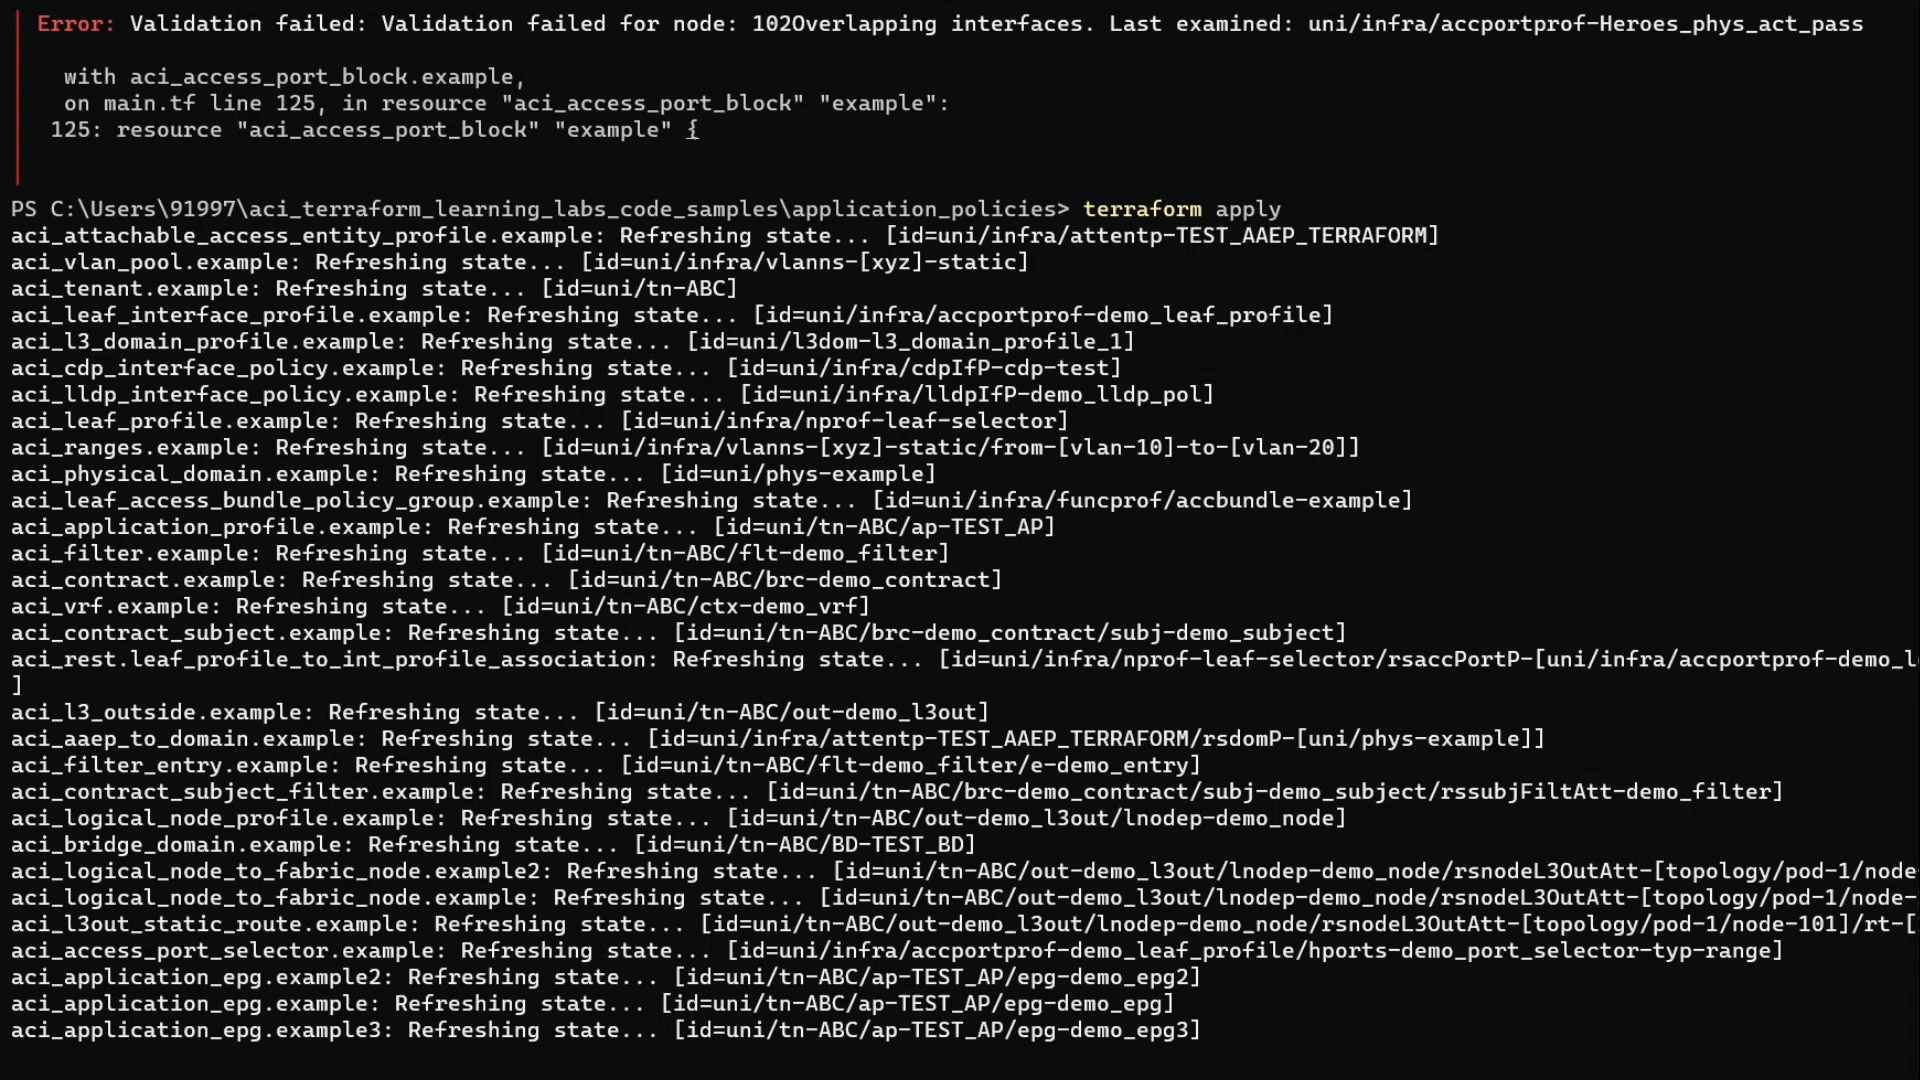 Error: Validation failed: Validation failed for node: 102Overlapping interfaces. Last examined: uni/infra/accportprof-Heroes_phys_act_pass
with aci_access_port_block.example,
on main.tf line 125, in resource "aci_access_port_block" "example":
125: resource "aci_access_port_block" "example" {
PS C:\Users\91997\aci_terraform_learning_labs_code_samples\application_policies> terraform apply
aci_attachable_access_entity_profile.example: Refreshing state... [id=uni/infra/attentp-TEST_AAEP_TERRAFORM]
aci_vlan_pool.example: Refreshing state... [id=uni/infra/vlanns-[xyz]-static]
aci_tenant.example: Refreshing state... [id=uni/tn-ABC]
aci_leaf_interface_profile.example: Refreshing state... [id=uni/infra/accportprof-demo_leaf_profile]
aci_l3_domain_profile.example: Refreshing state... [id=uni/l3dom-l3_domain_profile_1]
aci_cdp_interface_policy.example: Refreshing state... [id=uni/infra/cdpIfP-cdp-test]
aci_lldp_interface_policy.example: Refreshing state... [id=uni/infra/lldpIfP-demo_lldp_pol]
aci_leaf_profile.example: Refreshing state... [id=uni/infra/nprof-leaf-selector]
aci_ranges.example: Refreshing state... [id=uni/infra/vlanns-[xyz]-static/from-[vlan-10]-to-[vlan-20]]
aci_physical_domain.example: Refreshing state... [id=uni/phys-example]
aci_leaf_access_bundle_policy_group.example: Refreshing state... [id=uni/infra/funcprof/accbundle-example]
aci_application_profile.example: Refreshing state... [id=uni/tn-ABC/ap-TEST_AP]
aci_filter.example: Refreshing state... [id=uni/tn-ABC/flt-demo_filter]
aci_contract.example: Refreshing state... [id=uni/tn-ABC/brc-demo_contract]
aci_vrf.example: Refreshing state... [id=uni/tn-ABC/ctx-demo_vrf]
aci_contract_subject.example: Refreshing state... [id=uni/tn-ABC/brc-demo_contract/subj-demo_subject]
aci_rest.leaf_profile_to_int_profile_association: Refreshing state... [id=uni/infra/nprof-leaf-selector/rsaccPortP-[uni/infra/accportprof-demo_l
]
aci_l3_outside.example: Refreshing state... [id=uni/tn-ABC/out-demo_l3out]
aci_aaep_to_domain.example: Refreshing state... [id=uni/infra/attentp-TEST_AAEP_TERRAFORM/rsdomP-[uni/phys-example]]
aci_filter_entry.example: Refreshing state... [id=uni/tn-ABC/flt-demo_filter/e-demo_entry]
aci_contract_subject_filter.example: Refreshing state... [id=uni/tn-ABC/brc-demo_contract/subj-demo_subject/rssubjFiltAtt-demo_filter]
aci_logical_node_profile.example: Refreshing state... [id=uni/tn-ABC/out-demo_l3out/lnodep-demo_node]
aci_bridge_domain.example: Refreshing state... [id=uni/tn-ABC/BD-TEST_BD]
aci_logical_node_to_fabric_node.example2: Refreshing state... [id=uni/tn-ABC/out-demo_l3out/lnodep-demo_node/rsnodeL3OutAtt-[topology/pod-1/node-
aci_logical_node_to_fabric_node.example: Refreshing state... [id=uni/tn-ABC/out-demo_l3out/lnodep-demo_node/rsnodeL3OutAtt-[topology/pod-1/node-
aci_l3out_static_route.example: Refreshing state... [id=uni/tn-ABC/out-demo_l3out/lnodep-demo_node/rsnodeL3OutAtt-[topology/pod-1/node-101]/rt-[
aci_access_port_selector.example: Refreshing state... [id=uni/infra/accportprof-demo_leaf_profile/hports-demo_port_selector-typ-range]
aci_application_epg.example2: Refreshing state... [id=uni/tn-ABC/ap-TEST_AP/epg-demo_epg2]
aci_application_epg.example: Refreshing state... [id=uni/tn-ABC/ap-TEST_AP/epg-demo_epg]
aci_application_epg.example3: Refreshing state... [id=uni/tn-ABC/ap-TEST_AP/epg-demo_epg3]